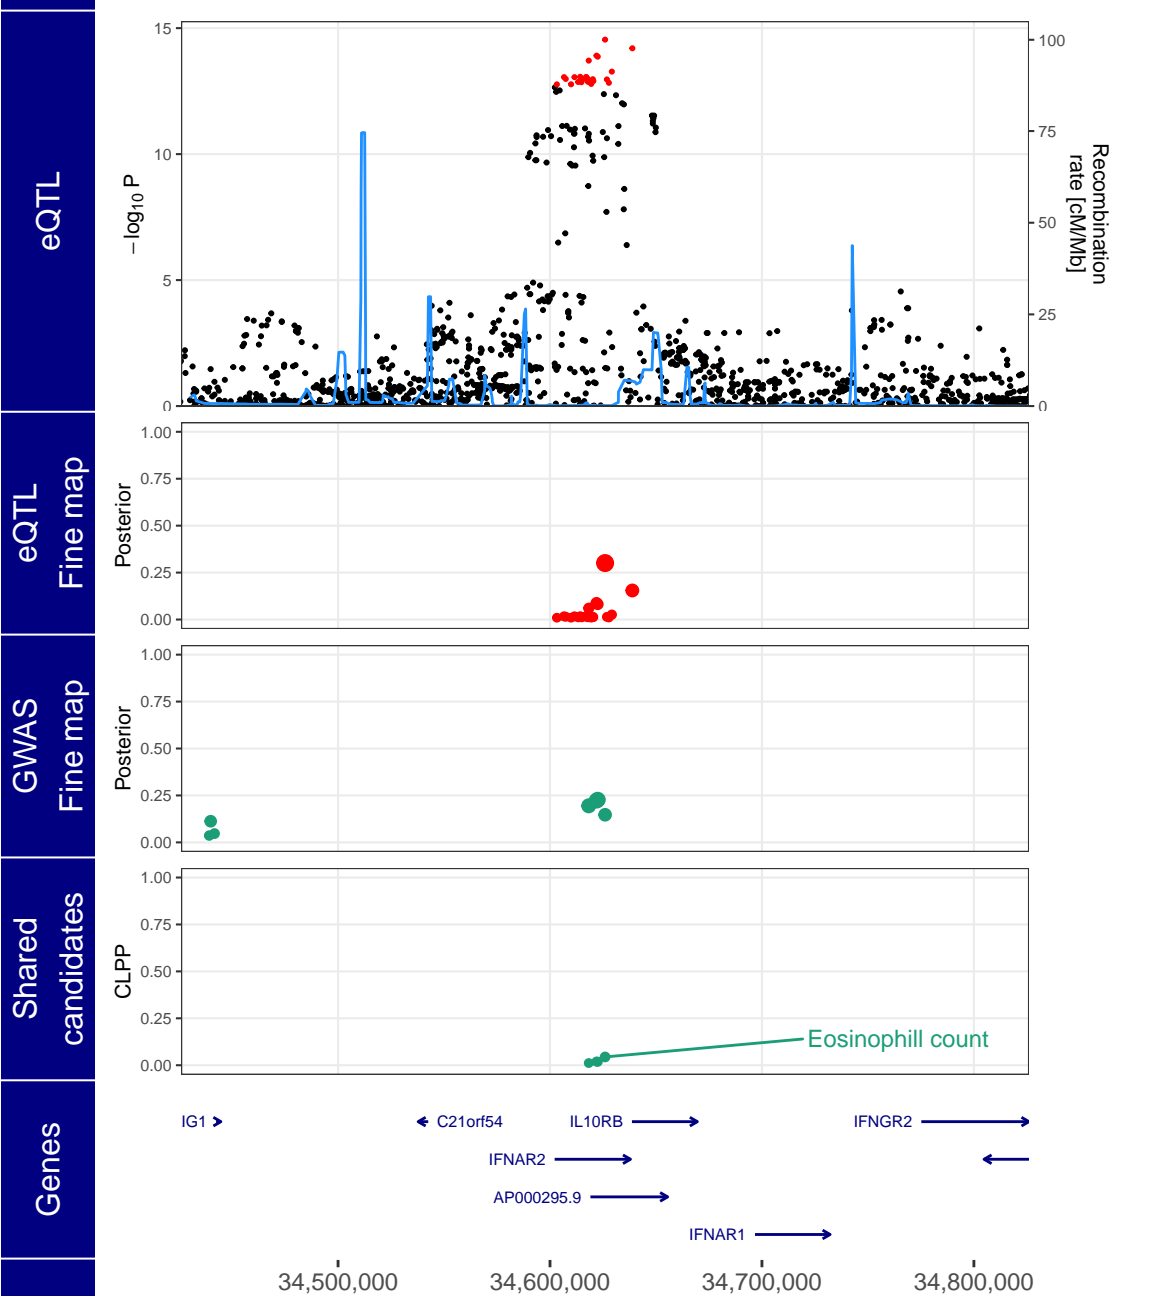 eQTL
−log10 P
15
10
5
0
100
75
50
25
0
Recombination
rate [cM/Mb]
eQTL
Fine map
Posterior
1.00
0.75
0.50
0.25
0.00
GWAS
Fine map
Posterior
1.00
0.75
0.50
0.25
0.00
Shared
candidates
CLPP
1.00
0.75
0.50
0.25
0.00
Eosinophill count
Genes
IG1
C21orf54
IL10RB
IFNGR2
IFNAR2
AP000295.9
IFNAR1
34,500,000
34,600,000
34,700,000
34,800,000